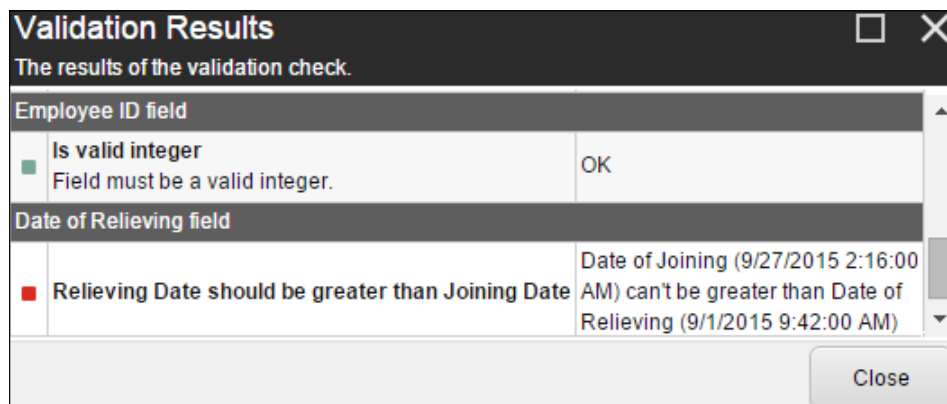 Validation Results
The results of the validation check.
Employee ID field
Is valid integer
Field must be a valid integer.
OK
Date of Relieving field
Relieving Date should be greater than Joining Date
Date of Joining (9/27/2015 2:16:00
AM) can't be greater than Date of
Relieving (9/1/2015 9:42:00 AM)
Close